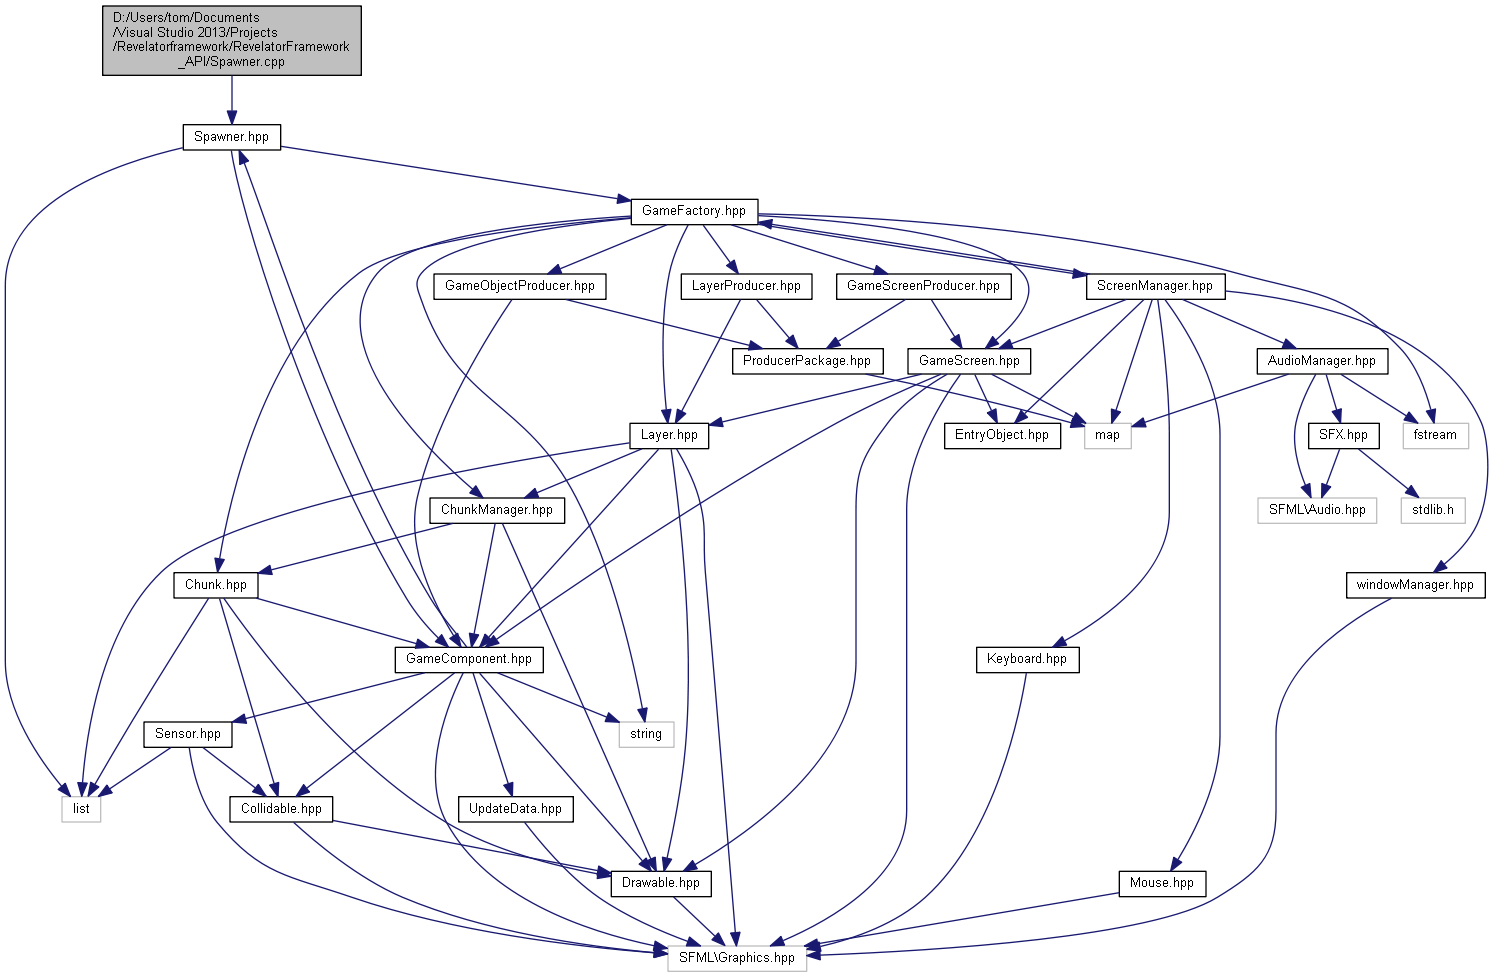 D:/Users/tom/Documents
/Visual Studio 2013/Projects
/Revelatorframework/RevelatorFramework
_API/Spawner.cpp
Spawner.hpp
GameFactory.hpp
GameObjectProducer.hpp
LayerProducer.hpp
GameScreenProducer.hpp
ScreenManager.hpp
ProducerPackage.hpp
GameScreen.hpp
AudioManager.hpp
Layer.hpp
EntryObject.hpp
map
SFX.hpp
fstream
ChunkManager.hpp
SFML\Audio.hpp
stdlib.h
Chunk.hpp
windowManager.hpp
GameComponent.hpp
Keyboard.hpp
Sensor.hpp
string
list
Collidable.hpp
UpdateData.hpp
Drawable.hpp
Mouse.hpp
SFML\Graphics.hpp